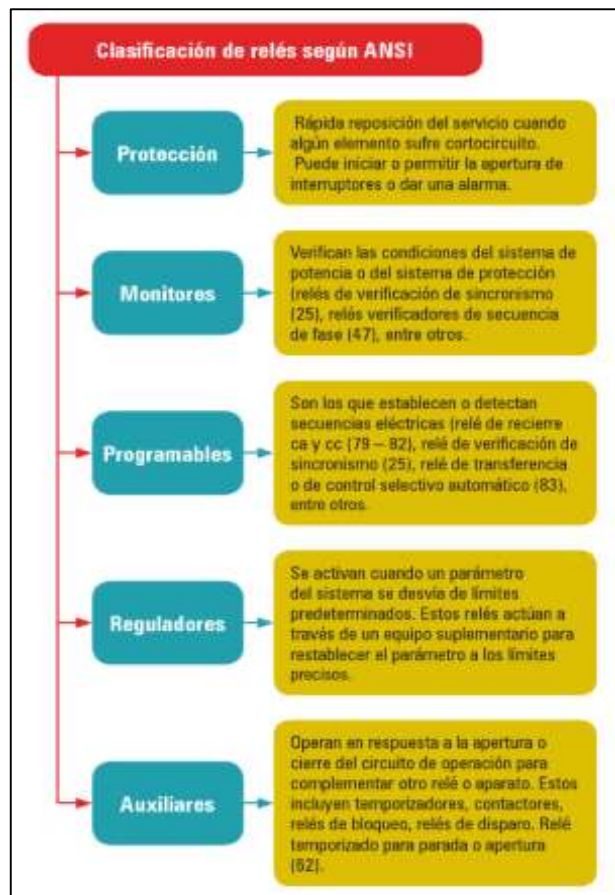 Clasificación de relés según ANSI
Protección
Rápida reposición del servicio cuando
algún elemento sufre cortocircuito.
Puede iniciar o permitir la apertura de
interruptores o dar una alarma.
Monitores
Verifican las condiciones del sistema de
potencia o del sistema de protección
(relés de verificación de sincronismo
(25), relés verificadores de secuencia
de fase (47), entre otros.
Programables
Son los que establecen o detectan
secuencias eléctricas (relé de recierre
ca y cc (79 – 82), relé de verificación de
sincronismo (25), relé de transferencia
o de control selectivo automático (83),
entre otros.
Reguladores
Se activan cuando un parámetro
del sistema se desvía de límites
predeterminados. Estos relés actúan a
través de un equipo suplementario para
restablecer el parámetro a los límites
precisos.
Auxiliares
Operan en respuesta a la apertura o
cierre del circuito de operación para
complementar otro relé o aparato. Estos
incluyen temporizadores, contactores,
relés de bloqueo, relés de disparo. Relé
temporizado para parada o apertura
(62).